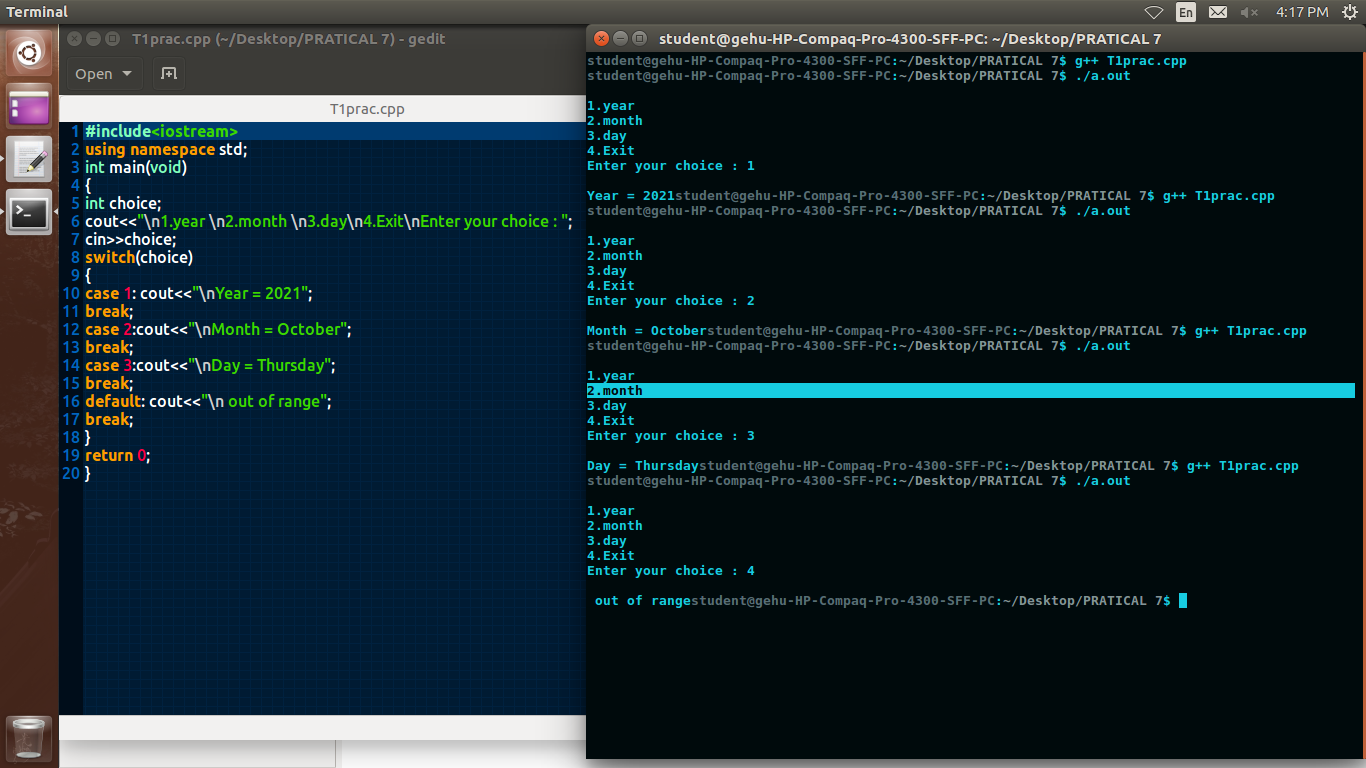 Terminal
En
4:17 PM
T1prac.cpp (~/Desktop/PRATICAL 7) - gedit
Open
T1prac.cpp
1 #include<iostream>
2 using namespace std;
3 int main(void)
4 {
5 int choice;
6 cout<<"\n1.year \n2.month \n3.day\n4.Exit\nEnter your choice : ";
7 cin>>choice;
8 switch(choice)
9 {
10 case 1: cout<<"\nYear = 2021";
11 break;
12 case 2:cout<<"\nMonth = October";
13 break;
14 case 3:cout<<"\nDay = Thursday";
15 break;
16 default: cout<<"\n out of range";
17 break;
18 }
19 return 0;
20 }
student@gehu-HP-Compaq-Pro-4300-SFF-PC: ~/Desktop/PRATICAL 7
student@gehu-HP-Compaq-Pro-4300-SFF-PC:~/Desktop/PRATICAL 7$ g++ T1prac.cpp
student@gehu-HP-Compaq-Pro-4300-SFF-PC:~/Desktop/PRATICAL 7$ ./a.out
1.year
2.month
3.day
4.Exit
Enter your choice : 1
Year = 2021student@gehu-HP-Compaq-Pro-4300-SFF-PC:~/Desktop/PRATICAL 7$ g++ T1prac.cpp
student@gehu-HP-Compaq-Pro-4300-SFF-PC:~/Desktop/PRATICAL 7$ ./a.out
1.year
2.month
3.day
4.Exit
Enter your choice : 2
Month = Octoberstudent@gehu-HP-Compaq-Pro-4300-SFF-PC:~/Desktop/PRATICAL 7$ g++ T1prac.cpp
student@gehu-HP-Compaq-Pro-4300-SFF-PC:~/Desktop/PRATICAL 7$ ./a.out
1.year
2.month
3.day
4.Exit
Enter your choice : 3
Day = Thursdaystudent@gehu-HP-Compaq-Pro-4300-SFF-PC:~/Desktop/PRATICAL 7$ g++ T1prac.cpp
student@gehu-HP-Compaq-Pro-4300-SFF-PC:~/Desktop/PRATICAL 7$ ./a.out
1.year
2.month
3.day
4.Exit
Enter your choice : 4
out of rangestudent@gehu-HP-Compaq-Pro-4300-SFF-PC:~/Desktop/PRATICAL 7$